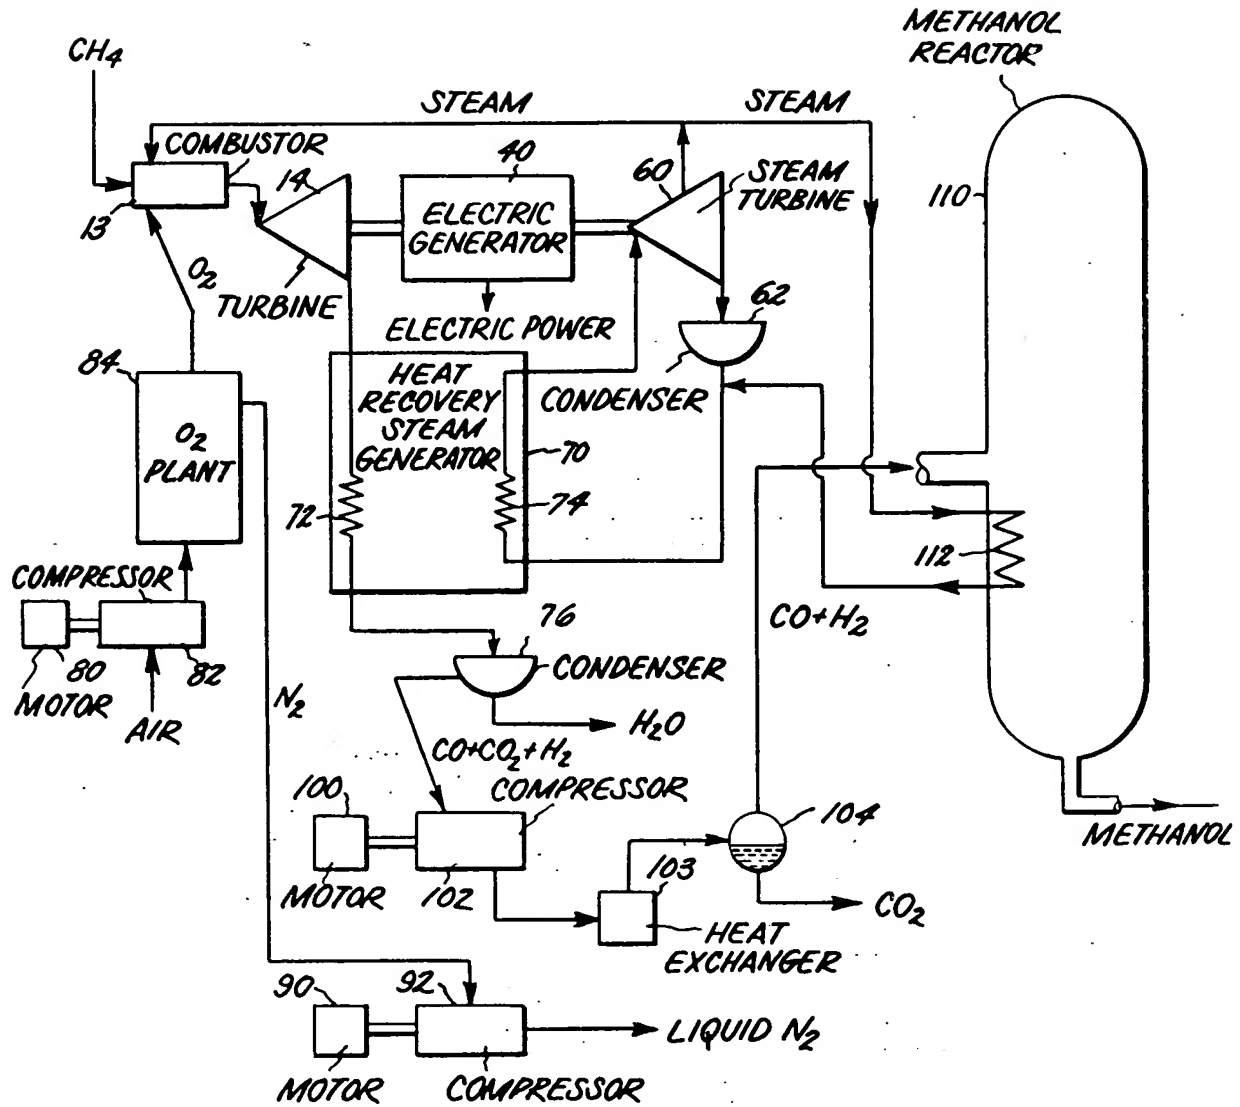 METHANOL
REACTOR
CH4
STEAM
STEAM
COMBUSTOR
13
14
TURBINE
40
ELECTRIC
GENERATOR
ELECTRIC POWER
60
STEAM
TURBINE
110
62
CONDENSER
O2
84
O2
PLANT
HEAT
RECOVERY
STEAM
GENERATOR
70
72
74
112
CO+H2
COMPRESSOR
80
82
MOTOR
AIR
N2
76
CONDENSER
H2O
CO+CO2+H2
100
COMPRESSOR
MOTOR
102
103
104
CO2
HEAT
EXCHANGER
METHANOL
90
92
LIQUID N2
MOTOR
COMPRESSOR